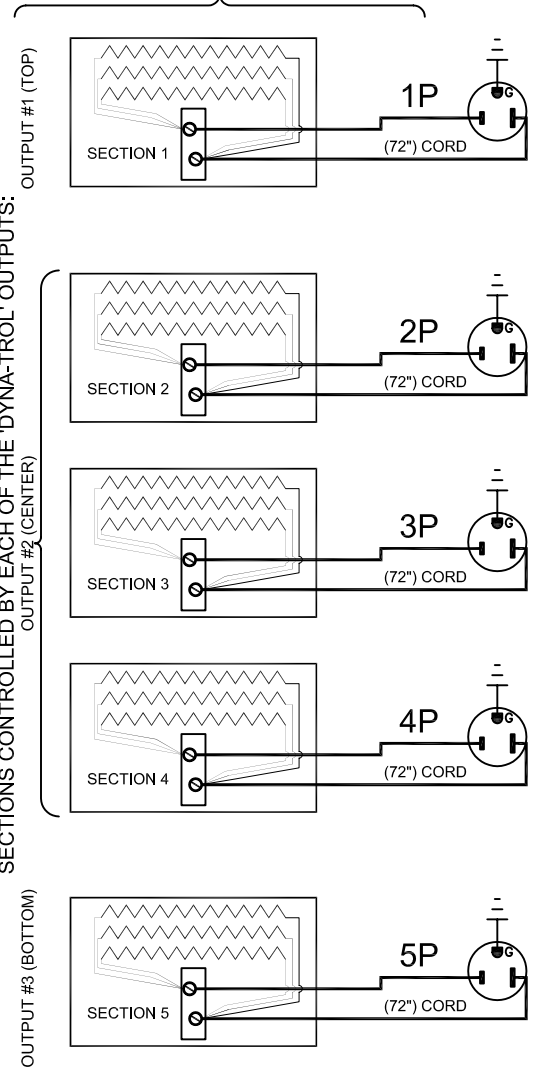 SECTIONS CONTROLLED BY EACH OF THE 'DYNA-TROL' OUTPUTS:
OUTPUT #1 (TOP)
SECTION 1
1P
(72") CORD
G
OUTPUT #2 (CENTER)
SECTION 2
2P
(72") CORD
G
SECTION 3
3P
(72") CORD
G
SECTION 4
4P
(72") CORD
G
OUTPUT #3 (BOTTOM)
SECTION 5
5P
(72") CORD
G